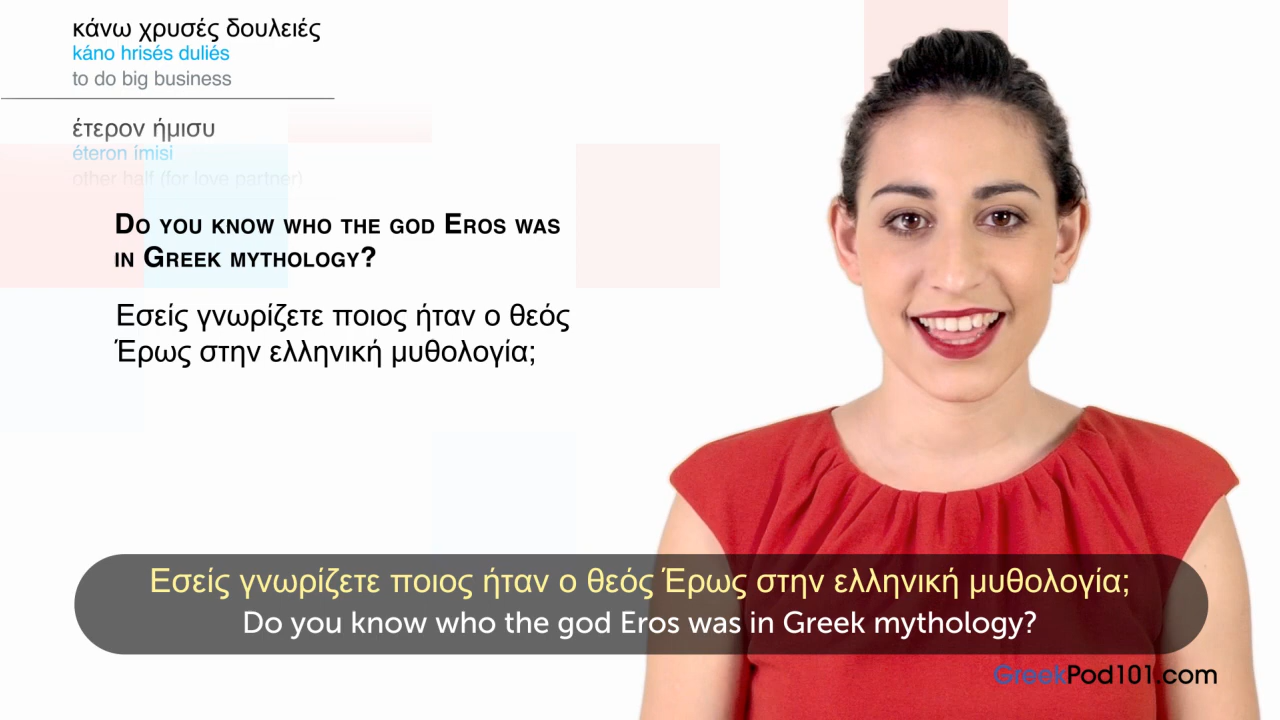 κάνω χρυσές δουλειές
káno hrisés duliés
to do big business
έτερον ήμισυ
éteron ímisi
other half (for love partner)
Do you know who the god Eros was
in Greek mythology?
Εσείς γνωρίζετε ποιος ήταν ο θεός
Έρως στην ελληνική μυθολογία;
Εσείς γνωρίζετε ποιος ήταν ο θεός Έρως στην ελληνική μυθολογία;
Do you know who the god Eros was in Greek mythology?
GreekPod101.com